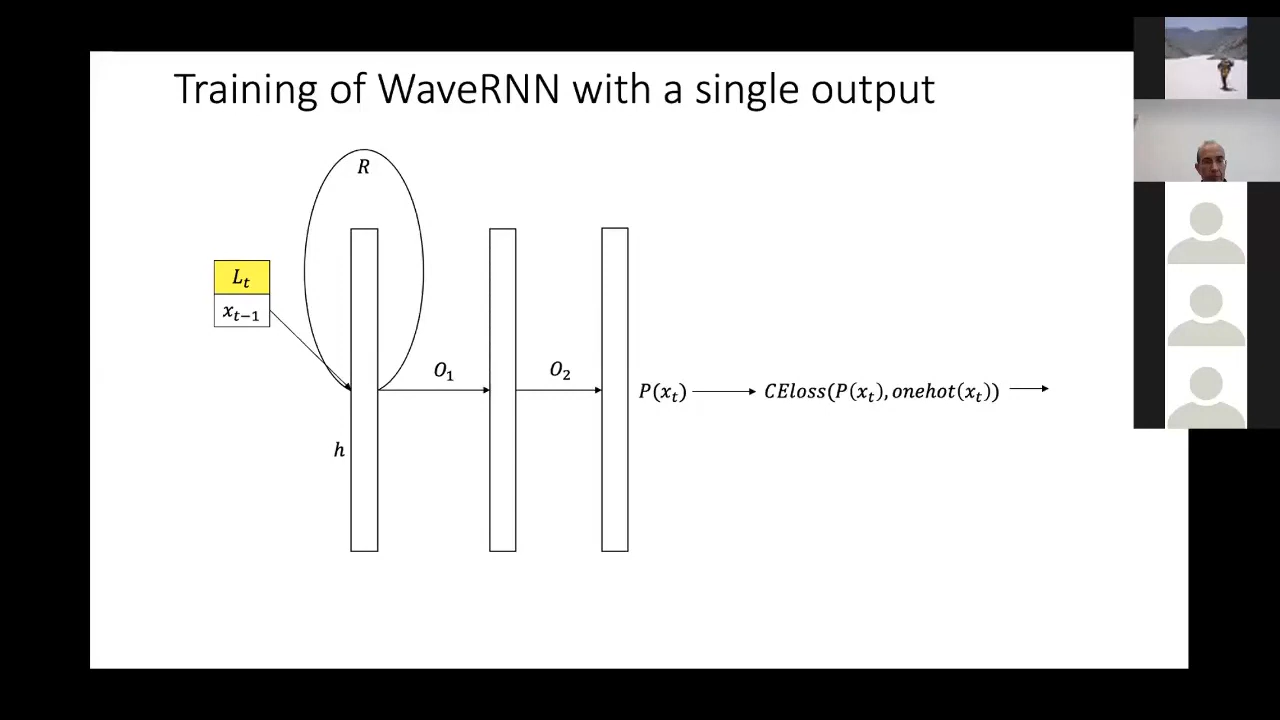 Training of WaveRNN with a single output
R
L_t
x_{t−1}
O_1
O_2
P(x_t)
CEloss(P(x_t), onehot(x_t))
h